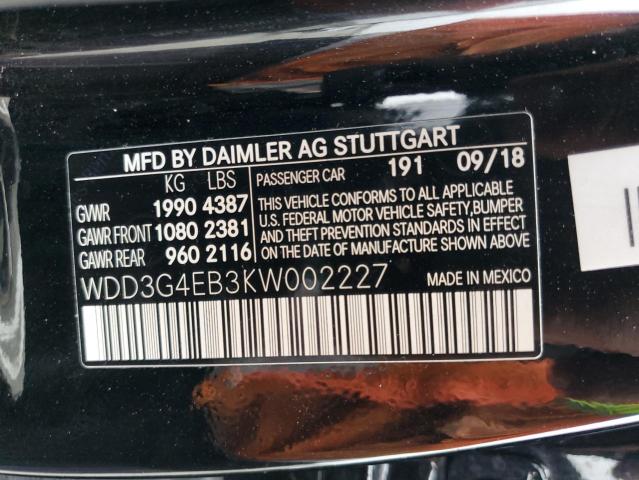 MFD BY DAIMLER AG STUTTGART
KG LBS PASSENGER CAR 191 09/18
GVWR 1990 4387
GAWR FRONT 1080 2381
GAWR REAR 960 2116
THIS VEHICLE CONFORMS TO ALL APPLICABLE
U.S. FEDERAL MOTOR VEHICLE SAFETY, BUMPER
AND THEFT PREVENTION STANDARDS IN EFFECT
ON THE DATE OF MANUFACTURE SHOWN ABOVE.
WDD3G4EB3KW002227 MADE IN MEXICO